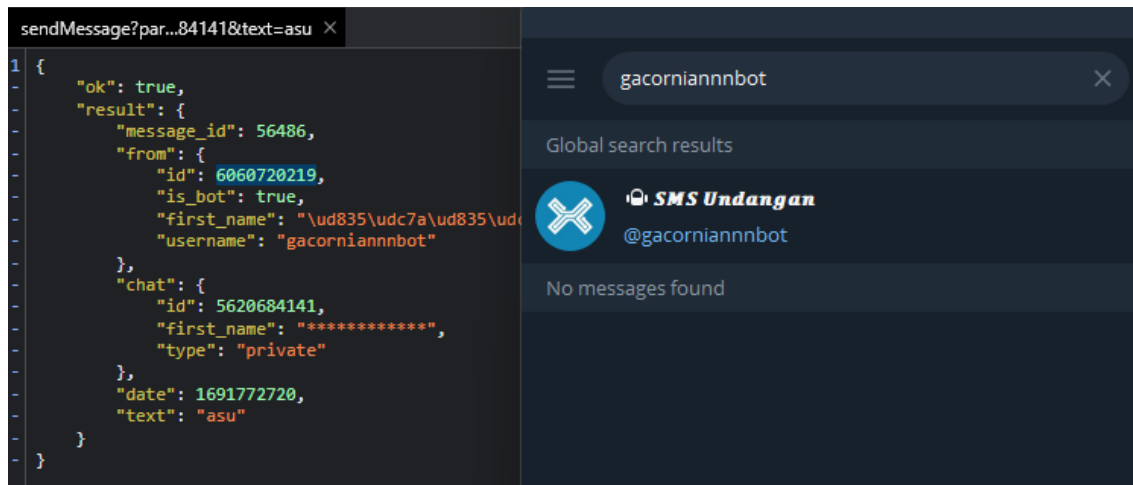 sendMessage?par...84141&text=asu ×
1 {
"ok": true,
"result": {
"message_id": 56486,
"from": {
"id": 6060720219,
"is_bot": true,
"first_name": "\ud835\udc7a\ud835\udc
"username": "gacorniannnbot"
},
"chat": {
"id": 5620684141,
"first_name": "************",
"type": "private"
},
"date": 1691772720,
"text": "asu"
}
}
gacorniannnbot
Global search results
SMS Undangan
@gacorniannnbot
No messages found